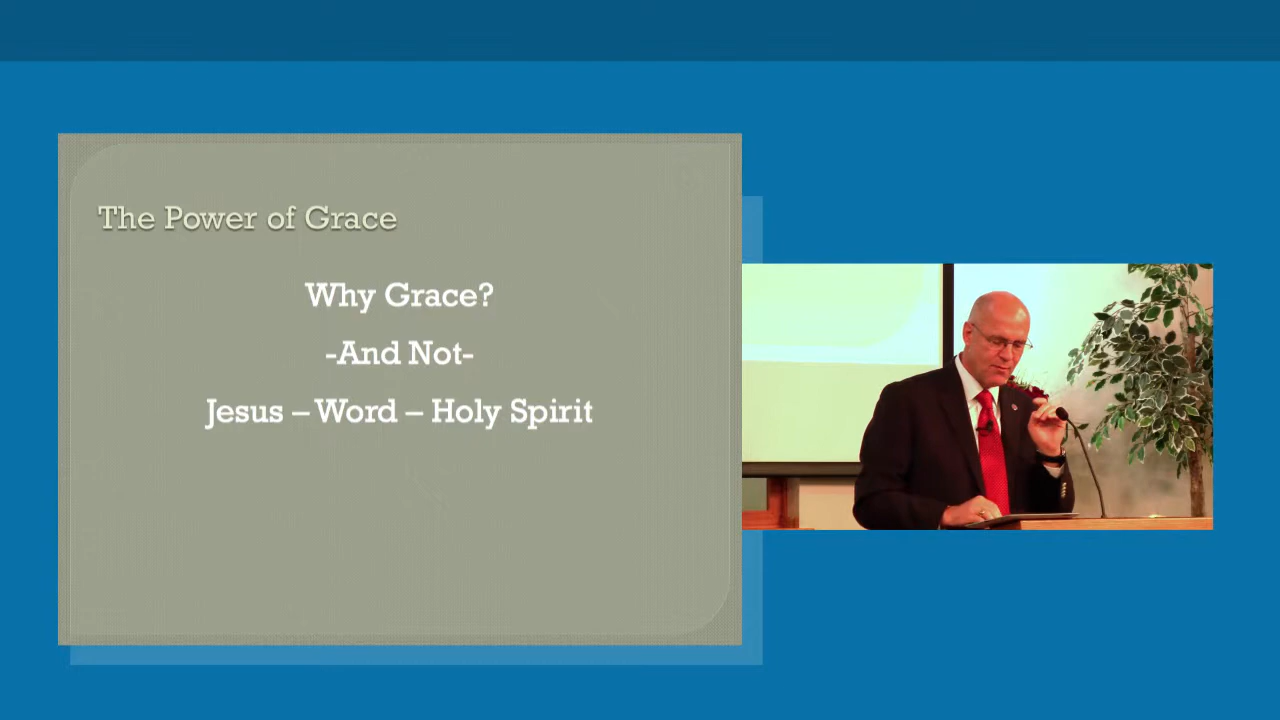 The Power of Grace
Why Grace?
-And Not-
Jesus – Word – Holy Spirit